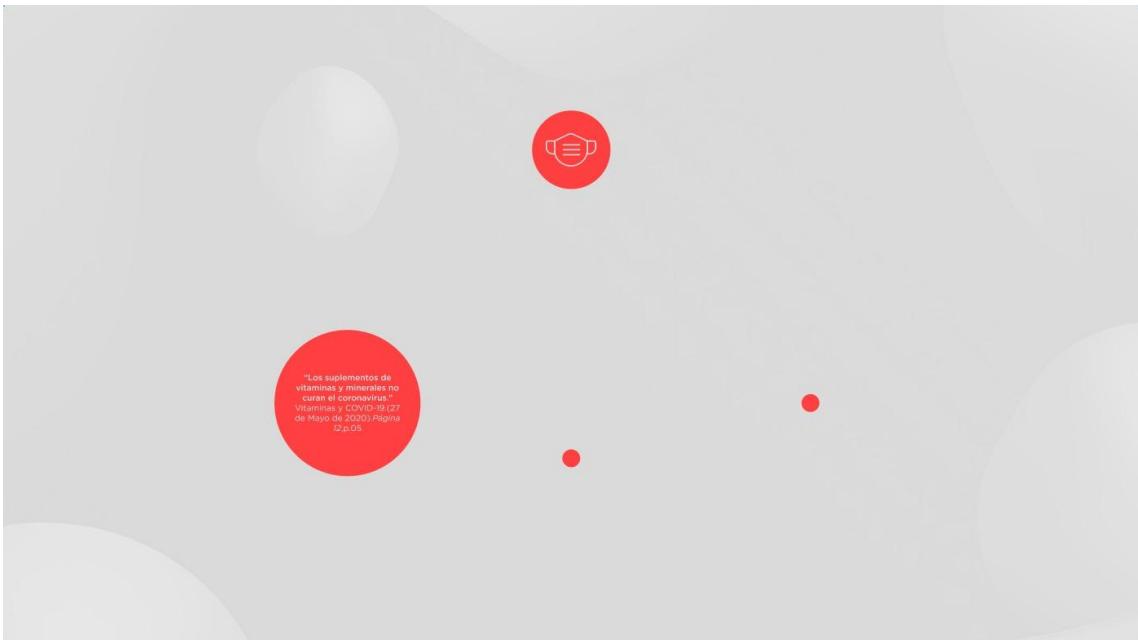 "Los suplementos de
vitaminas y minerales no
curan el coronavirus."
Vitaminas y COVID-19.(27
de Mayo de 2020).Página
12,p.05.